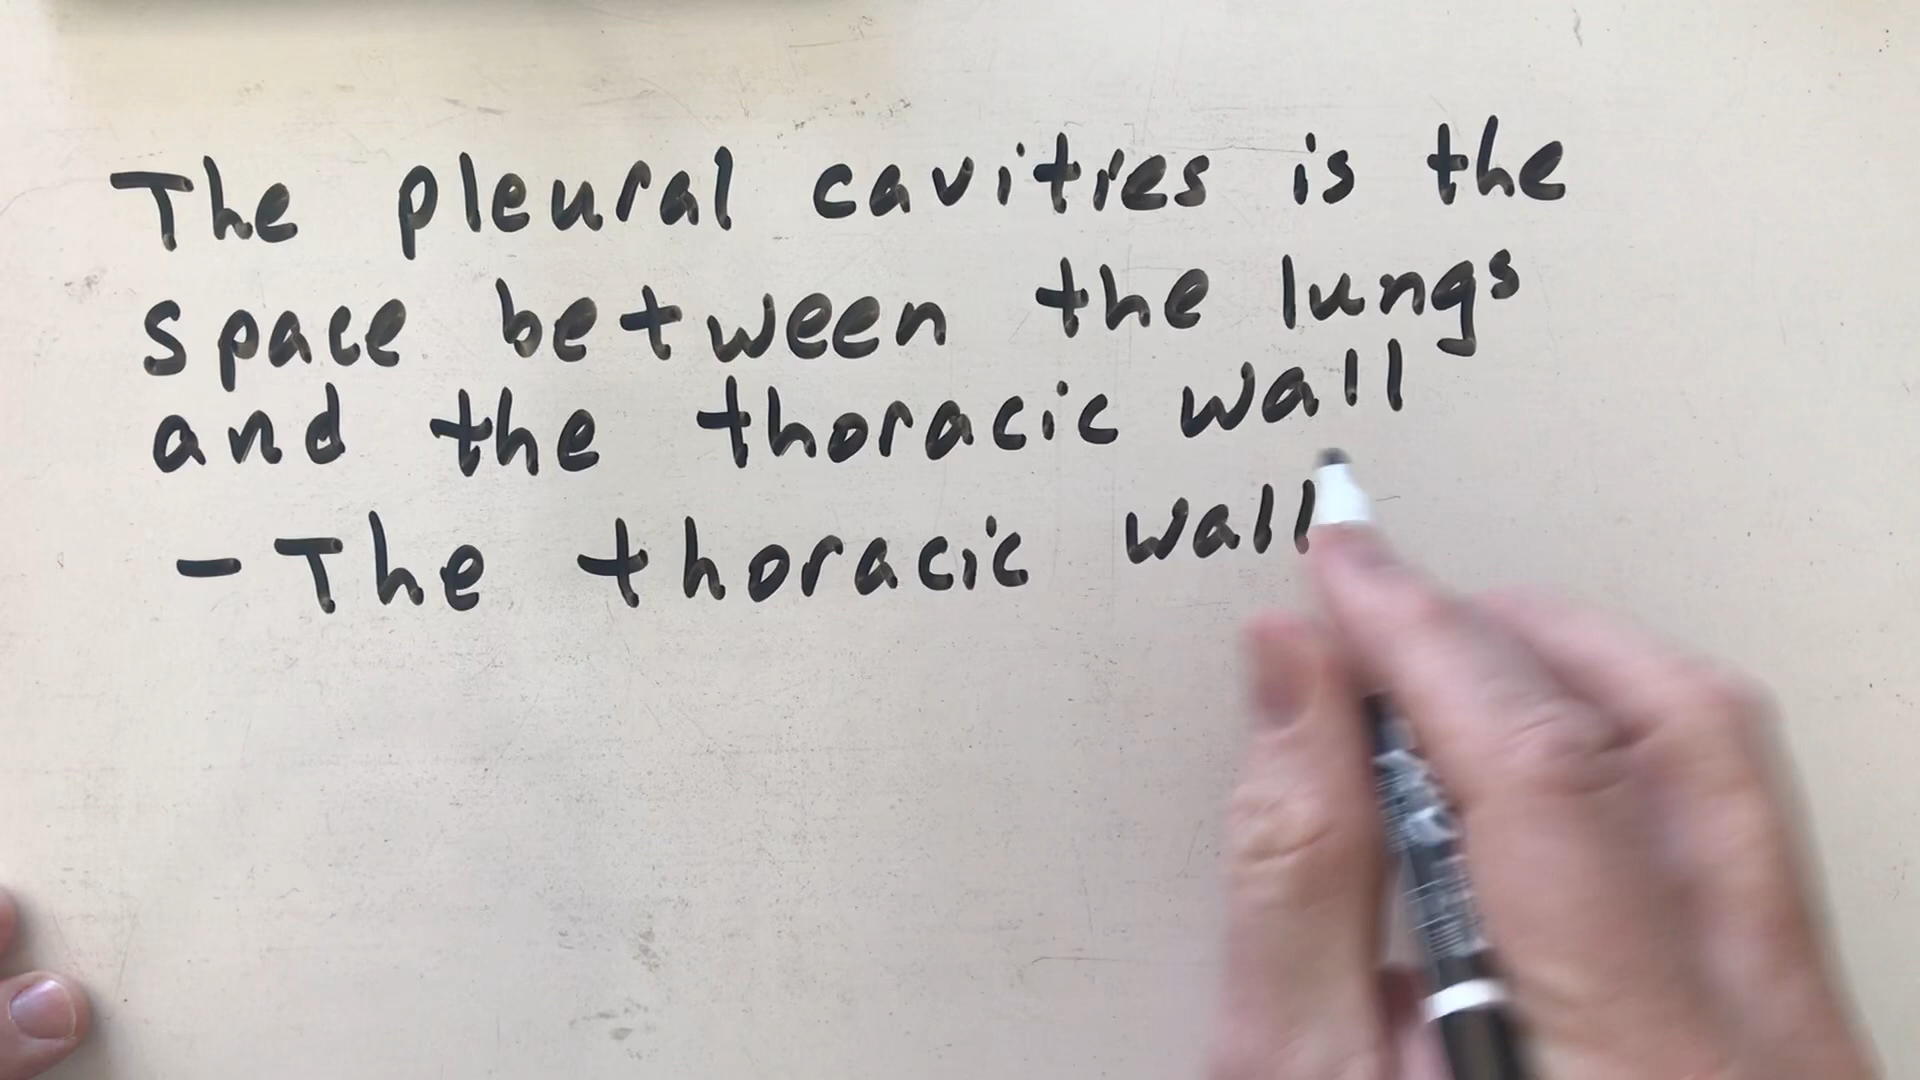 The pleural cavities is the
space between the lungs
and the thoracic wall
- The thoracic wall